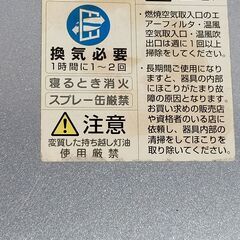 換気必要
1時間に1~2回
寝るとき消火
スプレー缶厳禁
注意
変質した持ち越し灯油
使用厳禁
・燃焼空気取入口のエ
アーフィルター・温風
空気取入口・温風吹
出口は週に1回以上
掃除してください。
・長期間ご使用になり
ますと、器具の内部
にほこりがたまり故
障の原因となります。
お買い求めの販売店
や資格者のいる店に
依頼し、器具内部の
清掃をしてほこりを
取り除いてください。